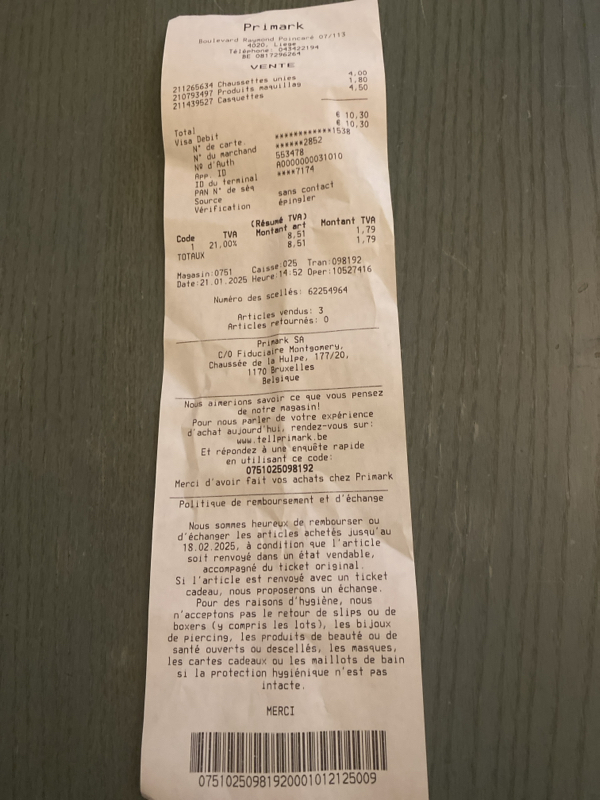 Primark
Boulevard Raymond Poincaré 07/113
4020, Liege
Téléphone: 043422194
BE 0817296264
VENTE
211265634 Chaussettes unies 4,00
210793497 Produits maquillag 1,80
211439527 Casquettes 4,50
Total € 10,30
Visa Debit € 10,30
N° de carte. ************1538
N° du marchand ******2852
Nº d'Auth 553478
App. ID A0000000031010
ID du terminal ****7174
PAN N° de séq
Source sans contact
Vérification épingler
(Résumé TVA)
Code TVA Montant art Montant TVA
1 21,00% 8,51 1,79
TOTAUX 8,51 1,79
Magasin:0751 Caisse:025 Tran:098192
Date:21.01.2025 Heure:14:52 Oper:10527416
Numéro des scellés: 62254964
Articles vendus: 3
Articles retournés: 0
Primark SA
C/O Fiduciaire Montgomery,
Chaussée de la Hulpe, 177/20,
1170 Bruxelles
Belgique
Nous aimerions savoir ce que vous pensez
de notre magasin!
Pour nous parler de votre expérience
d'achat aujourd'hui, rendez-vous sur:
www.tellprimark.be
Et répondez à une enquête rapide
en utilisant ce code:
0751025098192
Merci d'avoir fait vos achats chez Primark
Politique de remboursement et d'échange
Nous sommes heureux de rembourser ou
d'échanger les articles achetés jusqu'au
18.02.2025, à condition que l'article
soit renvoyé dans un état vendable,
accompagné du ticket original.
Si l'article est renvoyé avec un ticket
cadeau, nous proposerons un échange.
Pour des raisons d'hygiène, nous
n'acceptons pas le retour de slips ou de
boxers (y compris les lots), les bijoux
de piercing, les produits de beauté ou de
santé ouverts ou descellés, les masques,
les cartes cadeaux ou les maillots de bain
si la protection hygiénique n'est pas
intacte.
MERCI
07510250981920001012125009